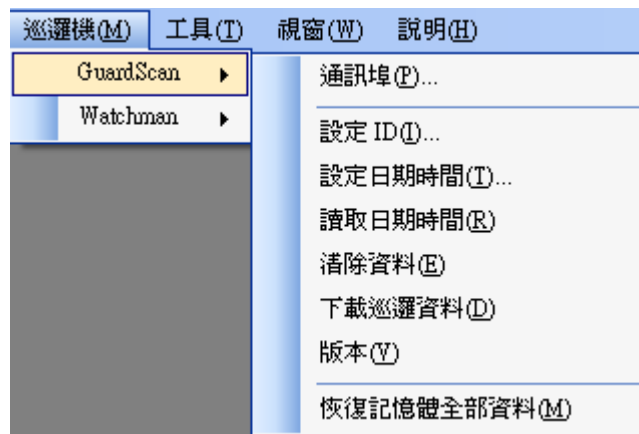 巡邏機(M) 工具(T) 視窗(W) 說明(H)
GuardScan
Watchman
通訊埠(P)...
設定 ID(I)...
設定日期時間(T)...
讀取日期時間(R)
清除資料(E)
下載巡邏資料(D)
版本(V)
恢復記憶體全部資料(M)